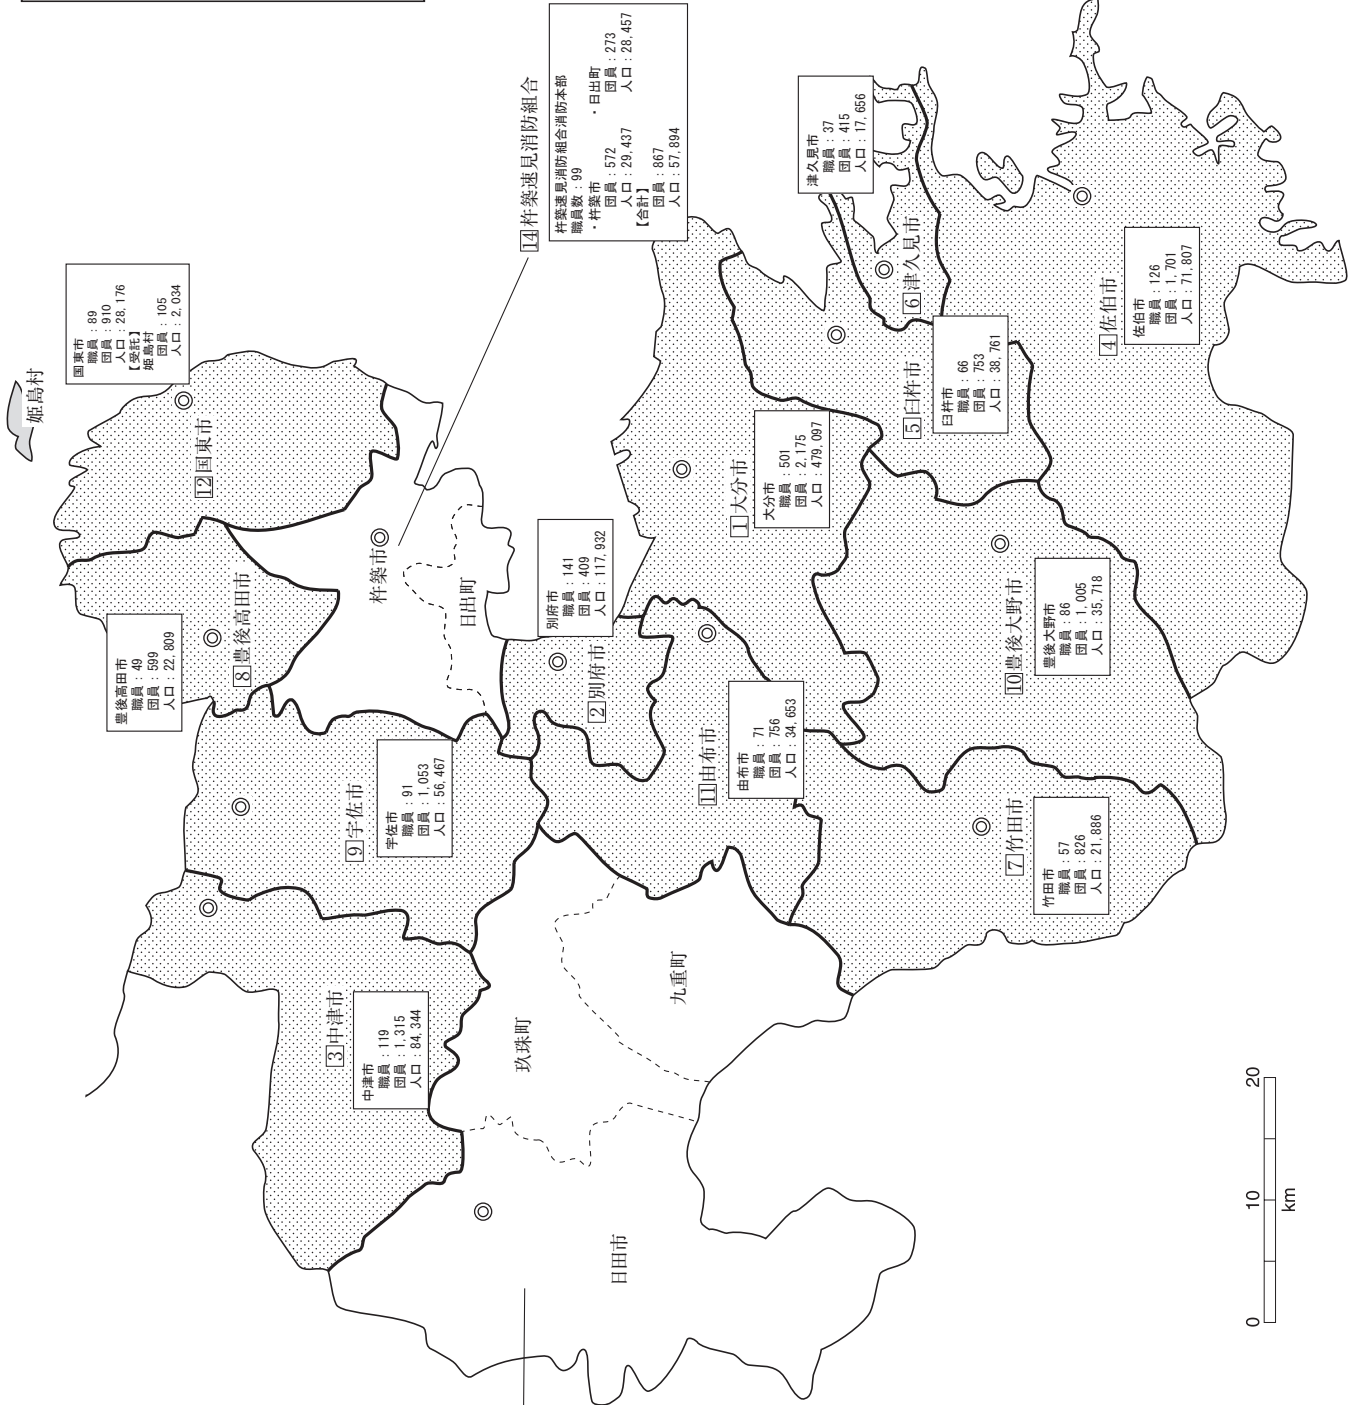 姫島村
国東市
職員：89
団員：910
人口：28,176
【受託】
姫島村
団員：105
人口：2,034
12 国東市
豊後高田市
職員：49
団員：599
人口：22,809
8 豊後高田市
14 杵築速見消防組合
杵築速見消防組合消防本部
職員数：99
・杵築市　・日出町
団員：572　団員：273
人口：29,437　人口：28,457
【合計】
団員：867
人口：57,894
杵築市
日出町
9 宇佐市
宇佐市
職員：91
団員：1,053
人口：56,467
3 中津市
中津市
職員：119
団員：1,315
人口：84,344
別府市
職員：141
団員：409
人口：117,932
2 別府市
玖珠町
九重町
日田市
11 由布市
由布市
職員：71
団員：756
人口：34,653
1 大分市
大分市
職員：501
団員：2,175
人口：479,097
津久見市
職員：37
団員：415
人口：17,656
6 津久見市
5 臼杵市
臼杵市
職員：66
団員：753
人口：38,761
4 佐伯市
佐伯市
職員：126
団員：1,701
人口：71,807
10 豊後大野市
豊後大野市
職員：86
団員：1,005
人口：35,718
7 竹田市
竹田市
職員：57
団員：826
人口：21,886
0 10 20
km